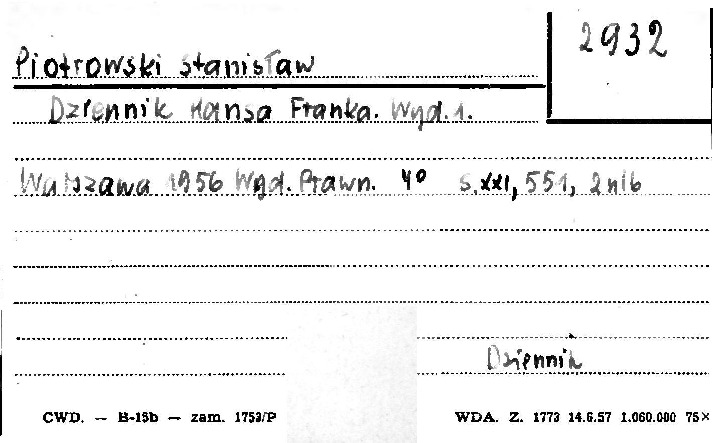 2932
Piotrowski Stanisław
Dziennik Hansa Franka. Wyd. 1.
Warszawa 1956 Wyd. Prawn. 4° s. XXI, 551, 2 nlb
Dziennik
CWD. — B-15b — zam. 1753/P
WDA. Z. 1773 14.6.57 1.060.000 75×